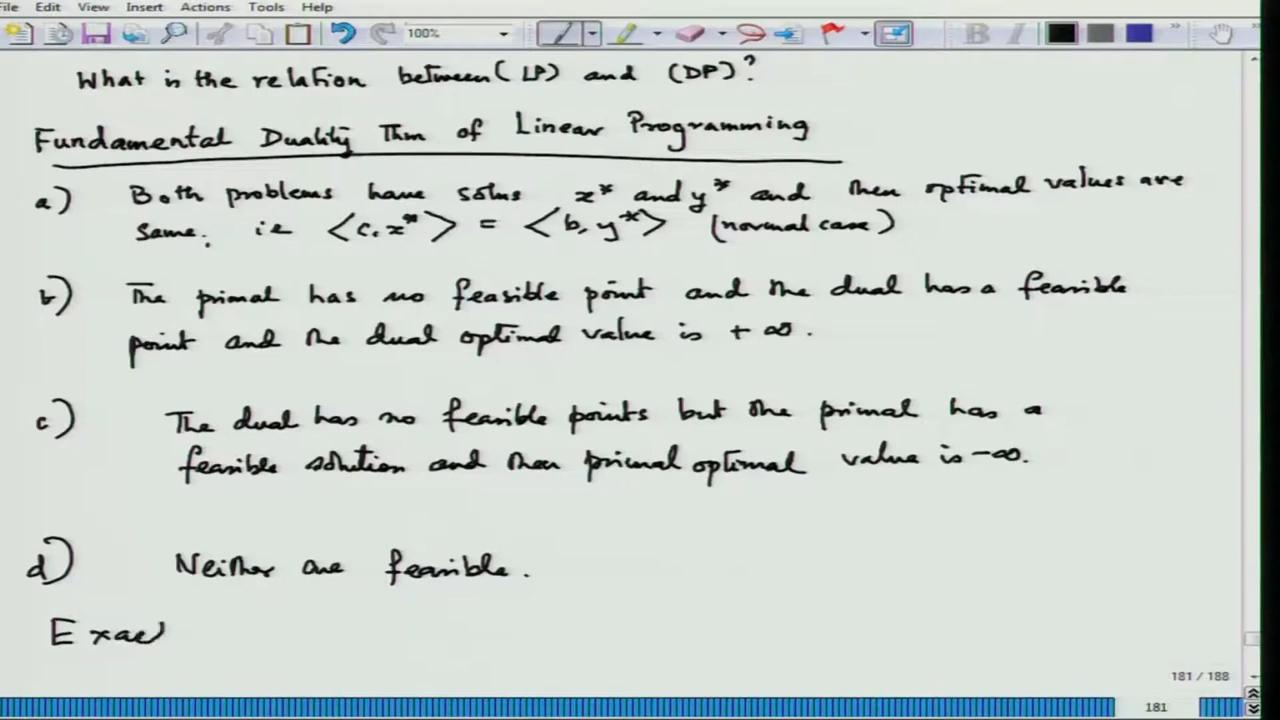 File Edit View Insert Actions Tools Help
100%
What is the relation between (LP) and (DP)?
Fundamental Duality Thm of Linear Programming
a) Both problems have solns x* and y* and then optimal values are
same. ie <c, x*> = <b, y*> (normal case)
b) The primal has no feasible point and the dual has a feasible
point and the dual optimal value is +∞.
c) The dual has no feasible points but the primal has a
feasible solution and then primal optimal value is -∞.
d) Neither are feasible.
Exac
181 / 188
181